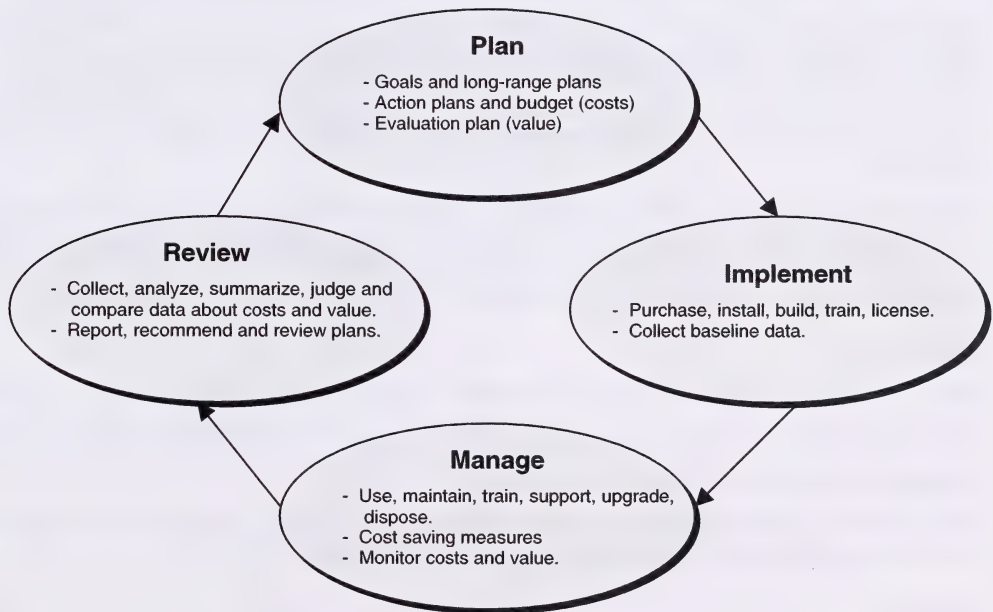 Plan
- Goals and long-range plans
- Action plans and budget (costs)
- Evaluation plan (value)
Review
- Collect, analyze, summarize, judge and
compare data about costs and value.
- Report, recommend and review plans.
Implement
- Purchase, install, build, train, license.
- Collect baseline data.
Manage
- Use, maintain, train, support, upgrade,
dispose.
- Cost saving measures
- Monitor costs and value.